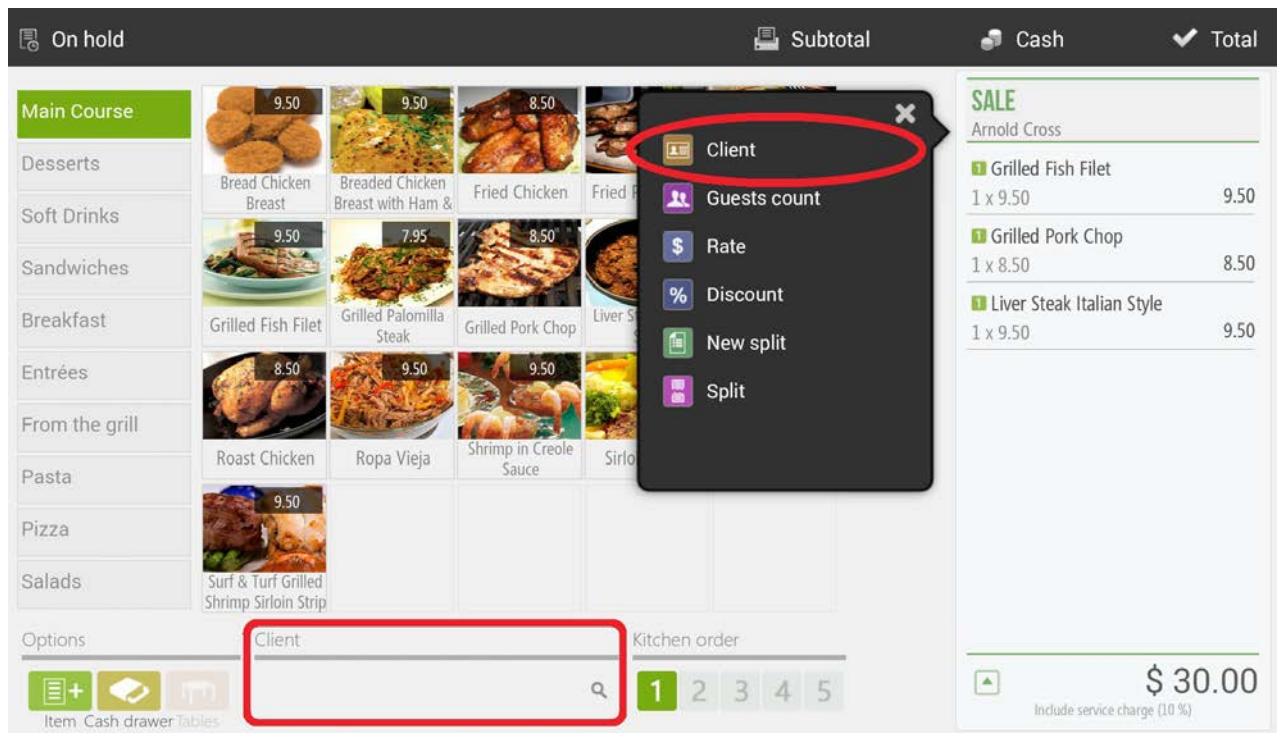 On hold
Subtotal
Cash
Total
Main Course
Desserts
Soft Drinks
Sandwiches
Breakfast
Entrées
From the grill
Pasta
Pizza
Salads
9.50
Bread Chicken
Breast
9.50
Breaded Chicken
Breast with Ham &
8.50
Fried Chicken
Fried
9.50
Grilled Fish Filet
7.95
Grilled Palomilla
Steak
8.50
Grilled Pork Chop
Liver
8.50
Roast Chicken
9.50
Ropa Vieja
9.50
Shrimp in Creole
Sauce
Sirlo
9.50
Surf & Turf Grilled
Shrimp Sirloin Strip
Client
Guests count
$ Rate
% Discount
New split
Split
SALE
Arnold Cross
1 Grilled Fish Filet
1 x 9.50 9.50
1 Grilled Pork Chop
1 x 8.50 8.50
1 Liver Steak Italian Style
1 x 9.50 9.50
Options
Item Cash drawer Tables
Client
Kitchen order
1 2 3 4 5
$ 30.00
Include service charge (10 %)